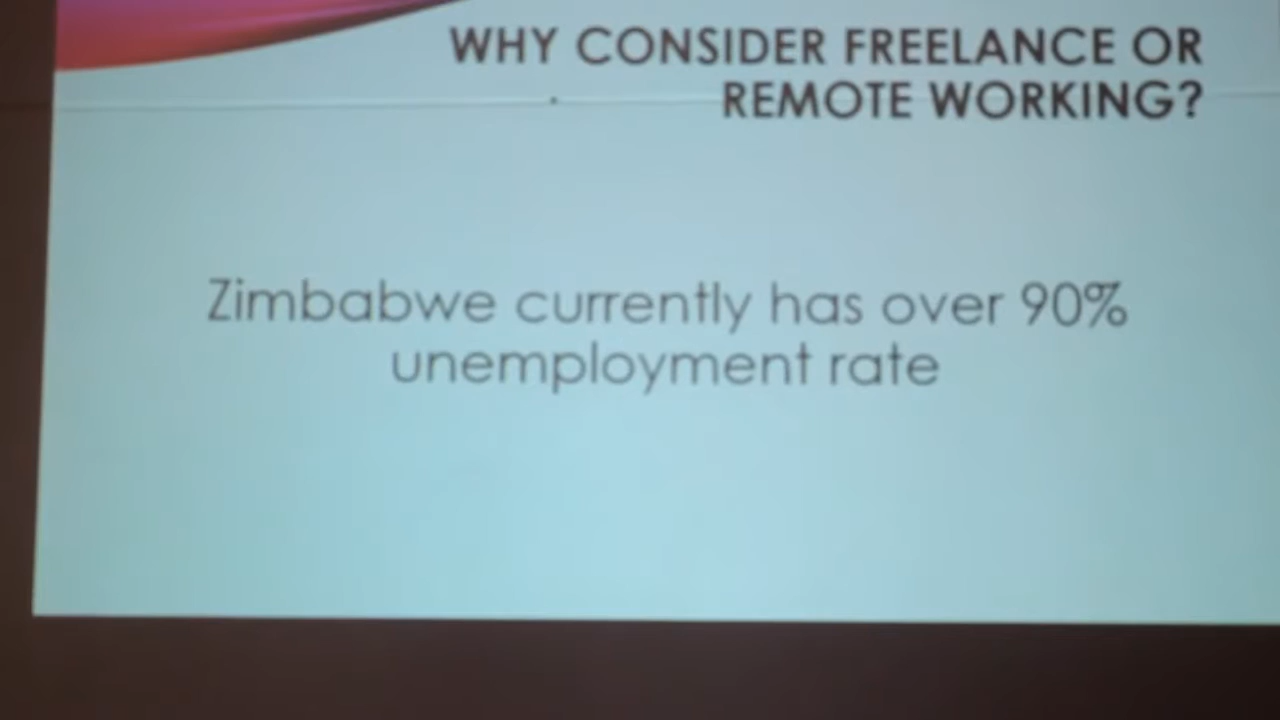 WHY CONSIDER FREELANCE OR
REMOTE WORKING?
Zimbabwe currently has over 90%
unemployment rate